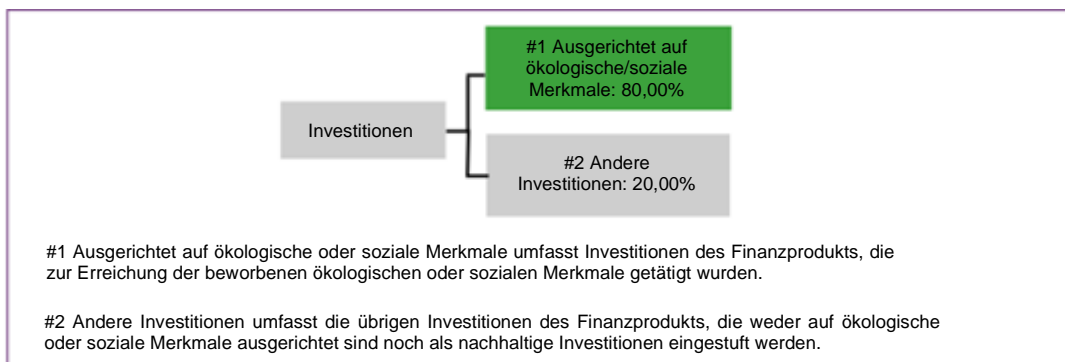 #1 Ausgerichtet auf
ökologische/soziale
Merkmale: 80,00%
Investitionen
#2 Andere
Investitionen: 20,00%
#1 Ausgerichtet auf ökologische oder soziale Merkmale umfasst Investitionen des Finanzprodukts, die
zur Erreichung der beworbenen ökologischen oder sozialen Merkmale getätigt wurden.
#2 Andere Investitionen umfasst die übrigen Investitionen des Finanzprodukts, die weder auf ökologische
oder soziale Merkmale ausgerichtet sind noch als nachhaltige Investitionen eingestuft werden.